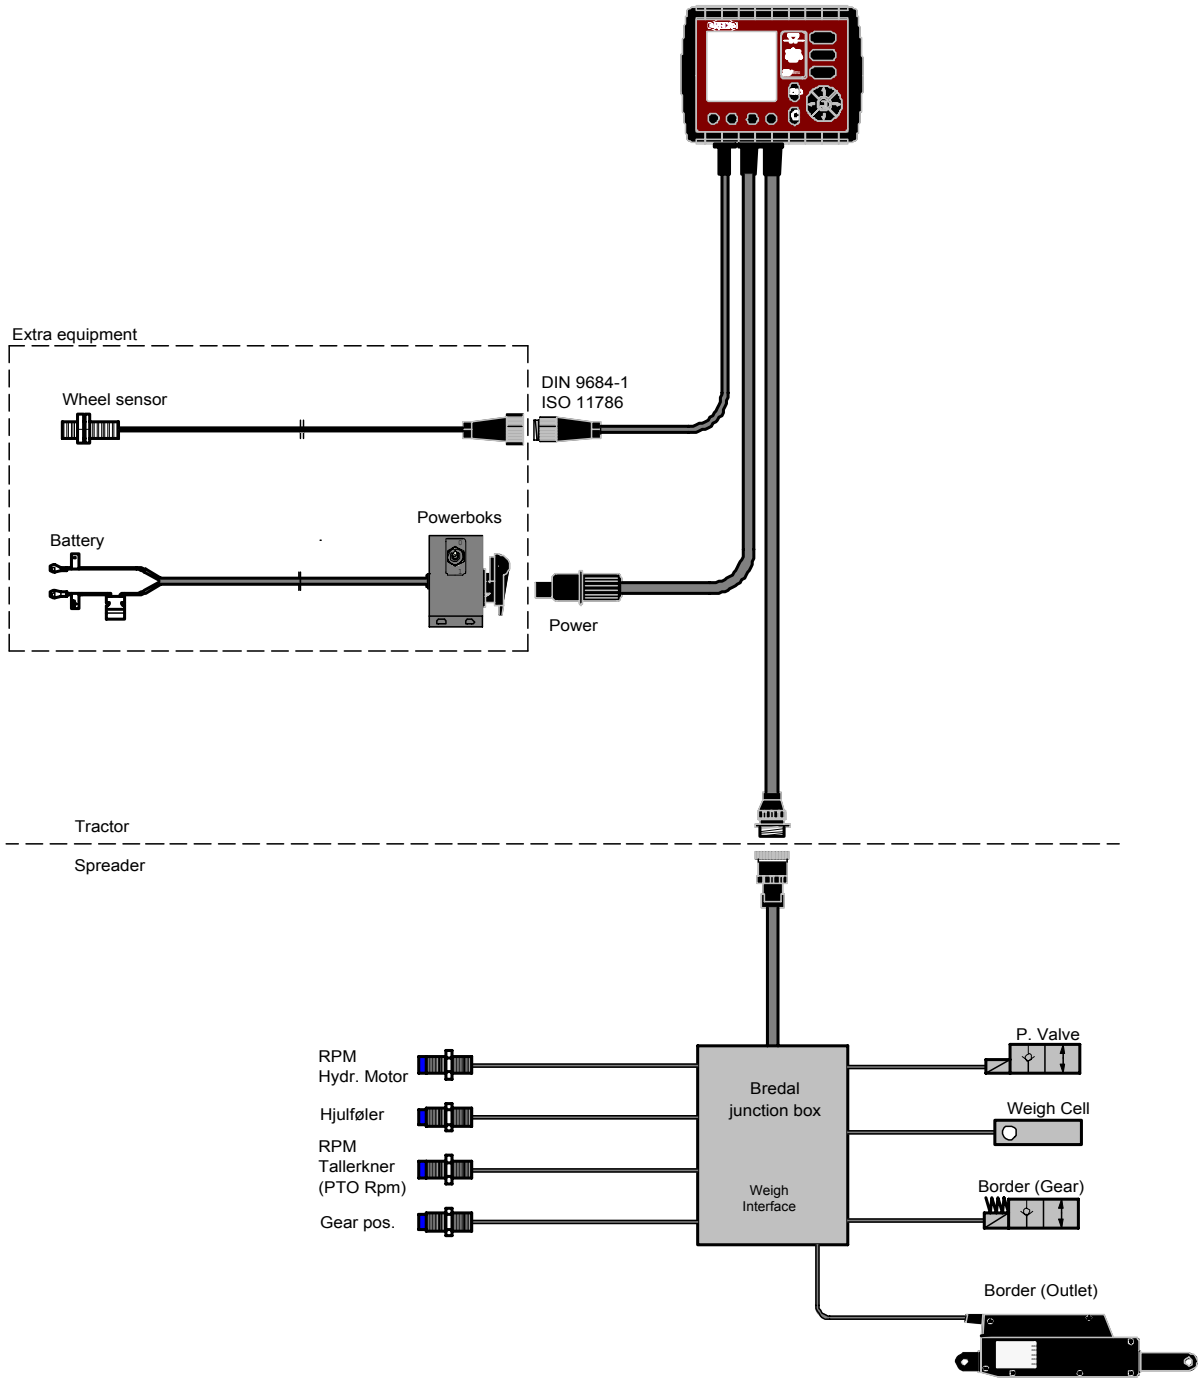 Extra equipment
Wheel sensor
DIN 9684-1
ISO 11786
Battery
Powerboks
Power
Tractor
Spreader
RPM
Hydr. Motor
Hjulføler
RPM
Tallerkner
(PTO Rpm)
Gear pos.
Bredal
junction box
Weigh
Interface
P. Valve
Weigh Cell
Border (Gear)
Border (Outlet)